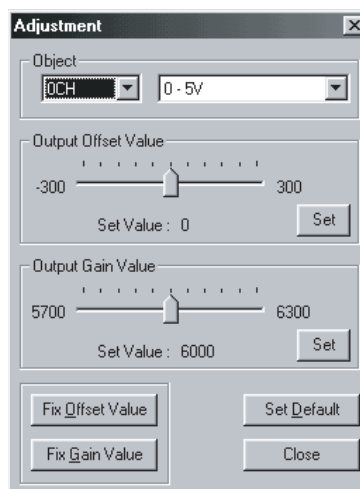 Adjustment
Object
0CH
0 - 5V
Output Offset Value
-300
300
Set Value : 0
Set
Output Gain Value
5700
6300
Set Value : 6000
Set
Fix Offset Value
Set Default
Fix Gain Value
Close